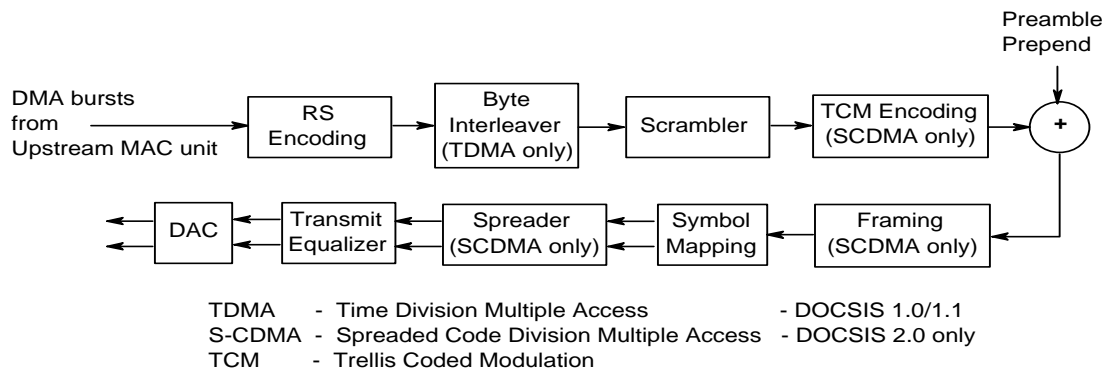 Preamble
Prepend
DMA bursts
from
Upstream MAC unit
RS
Encoding
Byte
Interleaver
(TDMA only)
Scrambler
TCM Encoding
(SCDMA only)
+
DAC
Transmit
Equalizer
Spreader
(SCDMA only)
Symbol
Mapping
Framing
(SCDMA only)
TDMA - Time Division Multiple Access - DOCSIS 1.0/1.1
S-CDMA - Spreaded Code Division Multiple Access - DOCSIS 2.0 only
TCM - Trellis Coded Modulation